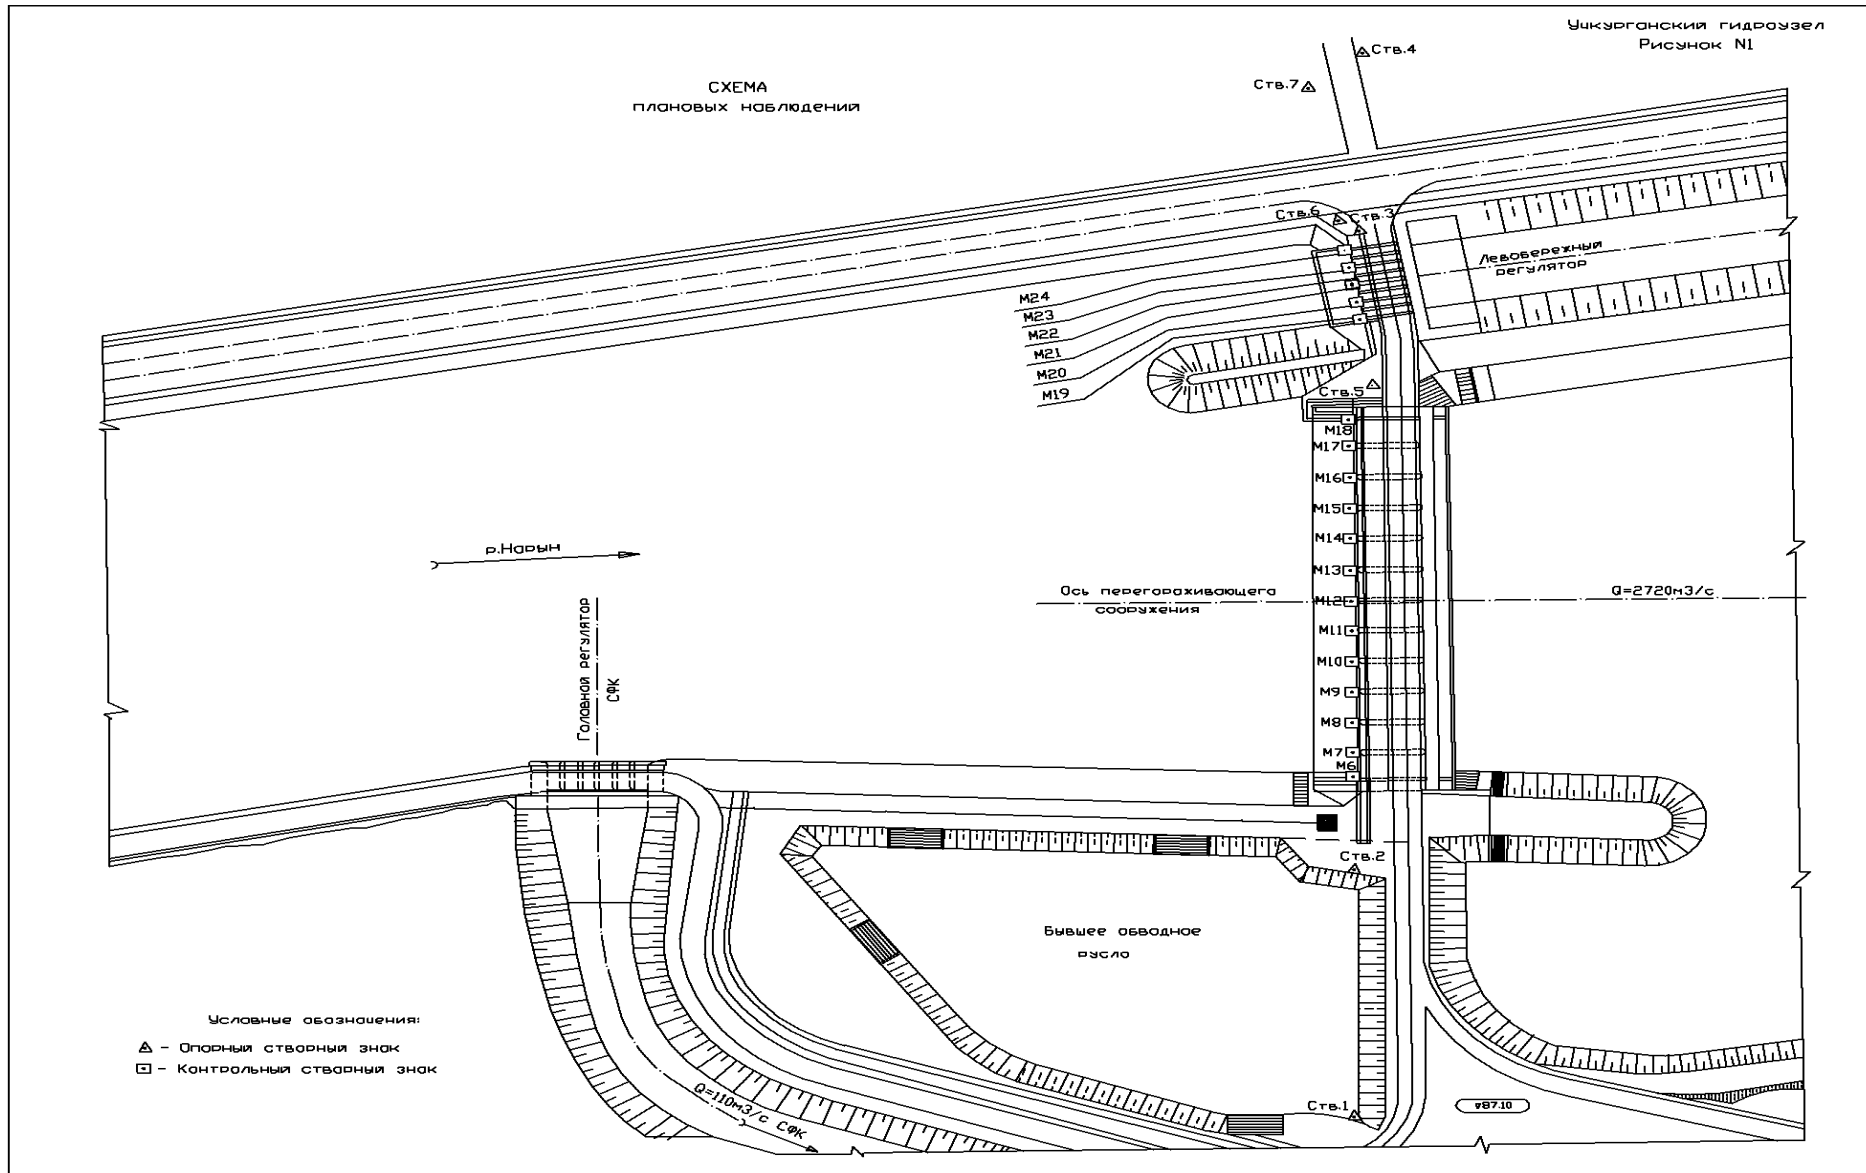 Учкурганский гидроузел
Рисунок N1
СХЕМА
плановых наблюдений
Ств.4
Ств.7
Ств.6
Ств.3
Левобережный
регулятор
М24
М23
М22
М21
М20
М19
Ств.5
М18
М17
М16
М15
М14
М13
М12
М11
М10
М9
М8
М7
М6
р.Нарын
Ось перегораживающего
сооружения
Q=2720м3/с
Головной регулятор
СФК
Ств.2
Бывшее обводное
русло
Условные обозначения:
- Опорный створный знак
- Контрольный створный знак
Q=110м3/с СФК
Ств.1
▾87.10